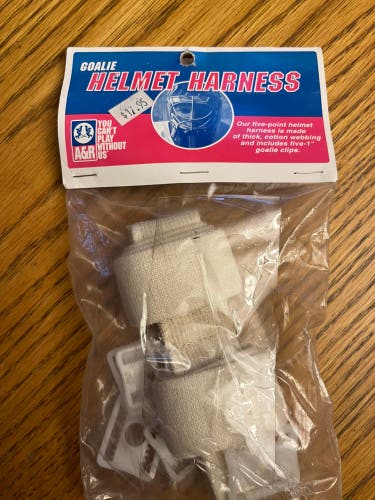 GOALIE
HELMET HARNESS
$17.95
Our five-point helmet
harness is made
of thick, cotton webbing
and includes five-1"
goalie clips.
A&R
YOU
CAN'T
PLAY
WITHOUT
US